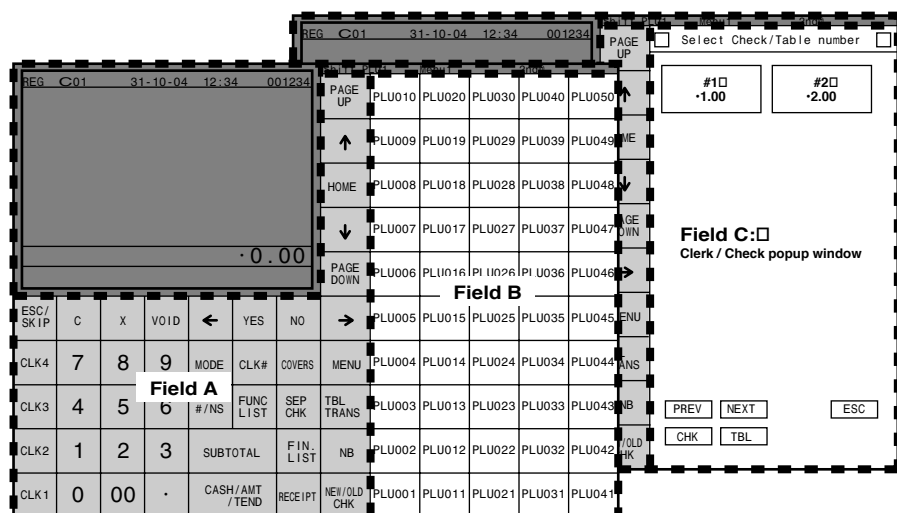 REG C01 31-10-04 12:34 001234
PAGE UP
Select Check/Table number
REG C01 31-10-04 12:34 001234
PAGE UP PLU010 PLU020 PLU030 PLU040 PLU050
#1 #2
•1.00 •2.00
↑ PLU009 PLU019 PLU029 PLU039 PLU049
HOME PLU008 PLU018 PLU028 PLU038 PLU048
↓ PLU007 PLU017 PLU027 PLU037 PLU047
Field C:
Clerk / Check popup window
·0.00
PAGE DOWN PLU006 PLU016 PLU026 PLU036 PLU046
Field B
ESC/SKIP C X VOID ← YES NO → PLU005 PLU015 PLU025 PLU035 PLU045
CLK4 7 8 9 MODE CLK# COVERS MENU PLU004 PLU014 PLU024 PLU034 PLU044
Field A
CLK3 4 5 6 #/NS FUNC LIST SEP CHK TBL TRANS PLU003 PLU013 PLU023 PLU033 PLU043
PREV NEXT ESC
CLK2 1 2 3 SUBTOTAL FIN. LIST NB PLU002 PLU012 PLU022 PLU032 PLU042
CHK TBL
CLK1 0 00 · CASH/AMT /TEND RECEIPT NEW/OLD CHK PLU001 PLU011 PLU021 PLU031 PLU041